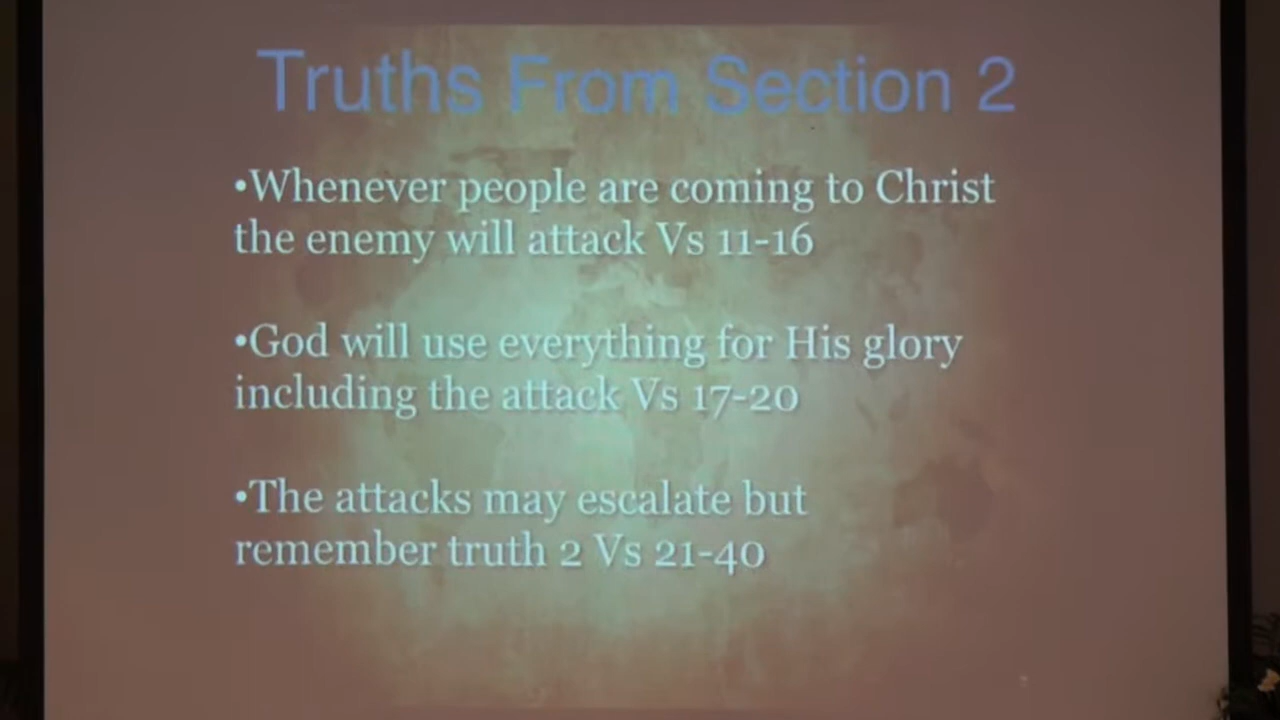 Truths From Section 2
•Whenever people are coming to Christ
the enemy will attack Vs 11-16
•God will use everything for His glory
including the attack Vs 17-20
•The attacks may escalate but
remember truth 2 Vs 21-40